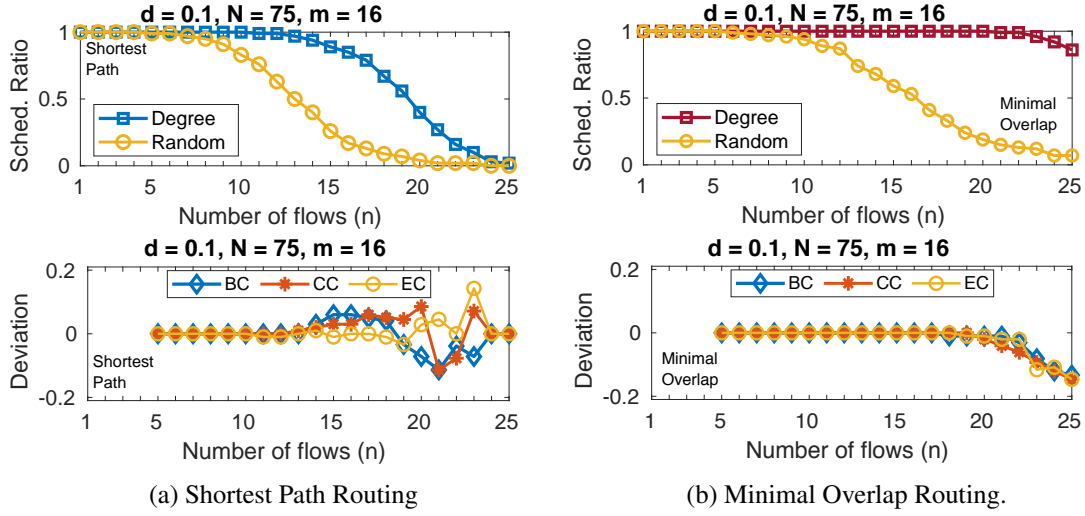 d = 0.1, N = 75, m = 16
Sched. Ratio
1
0.5
0
Shortest
Path
Degree
Random
1 5 10 15 20 25
Number of flows (n)
d = 0.1, N = 75, m = 16
Deviation
0.2
0
-0.2
BC CC EC
Shortest
Path
1 5 10 15 20 25
Number of flows (n)
(a) Shortest Path Routing
d = 0.1, N = 75, m = 16
Sched. Ratio
1
0.5
0
Degree
Random
Minimal
Overlap
1 5 10 15 20 25
Number of flows (n)
d = 0.1, N = 75, m = 16
Deviation
0.2
0
-0.2
BC CC EC
Minimal
Overlap
1 5 10 15 20 25
Number of flows (n)
(b) Minimal Overlap Routing.